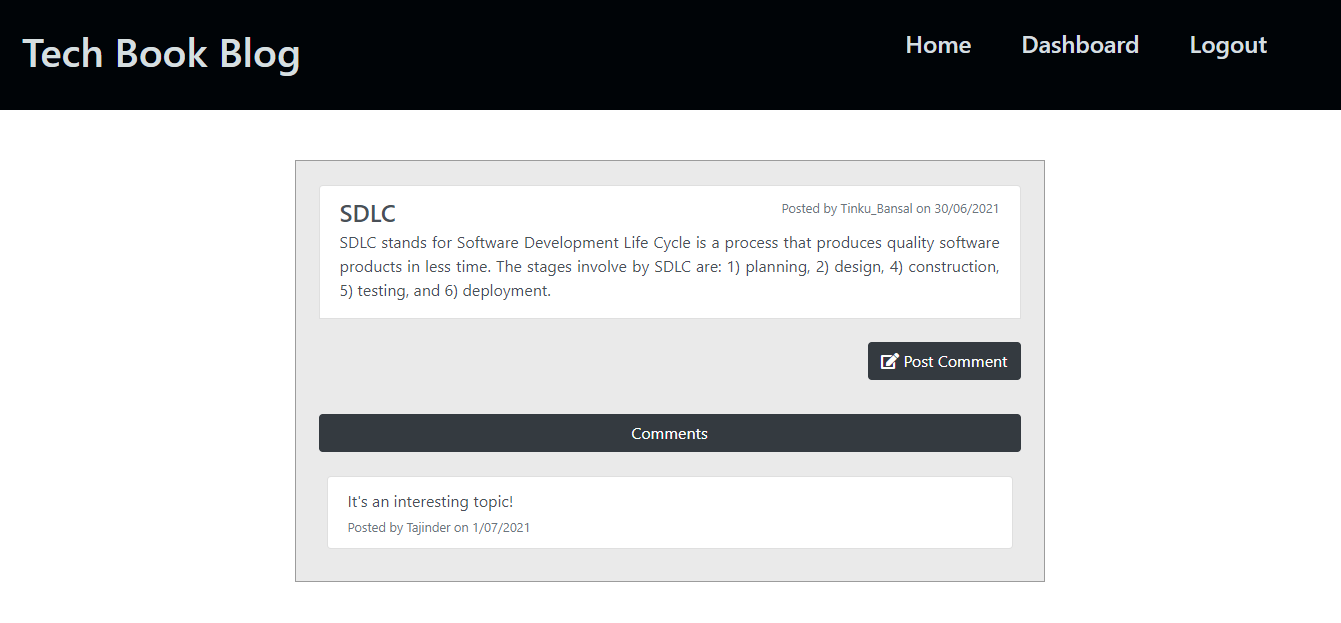 Tech Book Blog
Home Dashboard Logout
SDLC
Posted by Tinku_Bansal on 30/06/2021
SDLC stands for Software Development Life Cycle is a process that produces quality software
products in less time. The stages involve by SDLC are: 1) planning, 2) design, 4) construction,
5) testing, and 6) deployment.
Post Comment
Comments
It's an interesting topic!
Posted by Tajinder on 1/07/2021